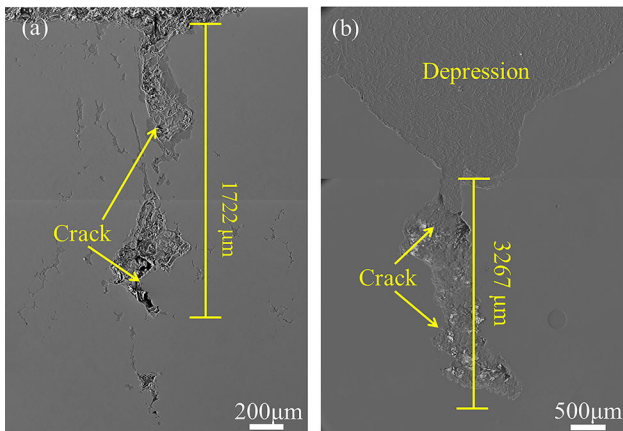 (a)
Crack
1722 μm
200μm
(b)
Depression
Crack
3267 μm
500μm